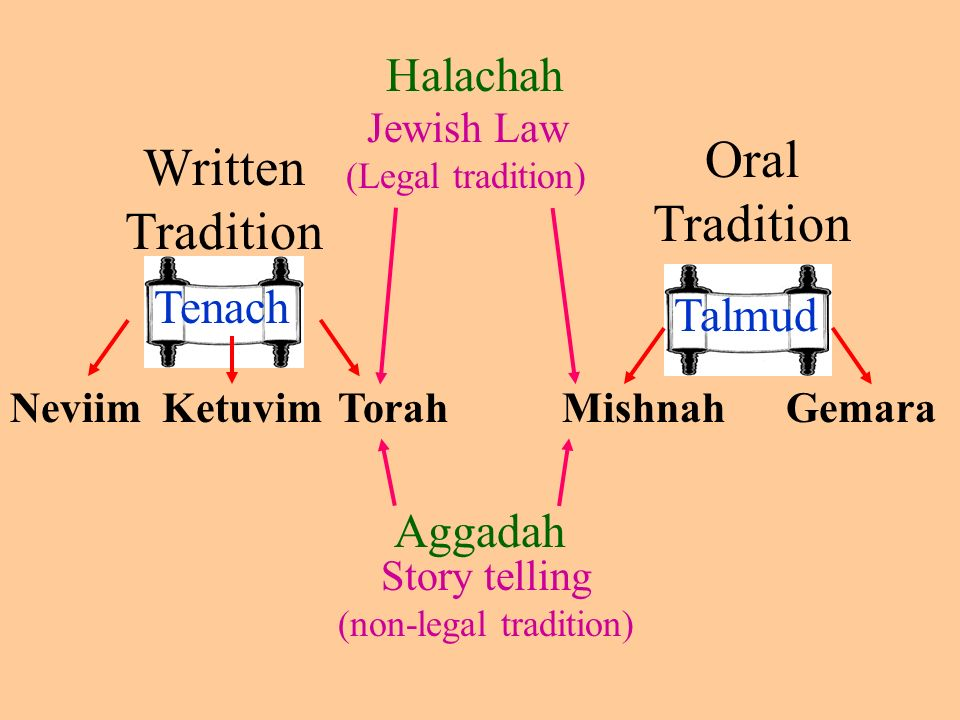 Halachah
Jewish Law
(Legal tradition)
Written
Tradition
Oral
Tradition
Tenach
Talmud
Neviim Ketuvim Torah Mishnah Gemara
Aggadah
Story telling
(non-legal tradition)